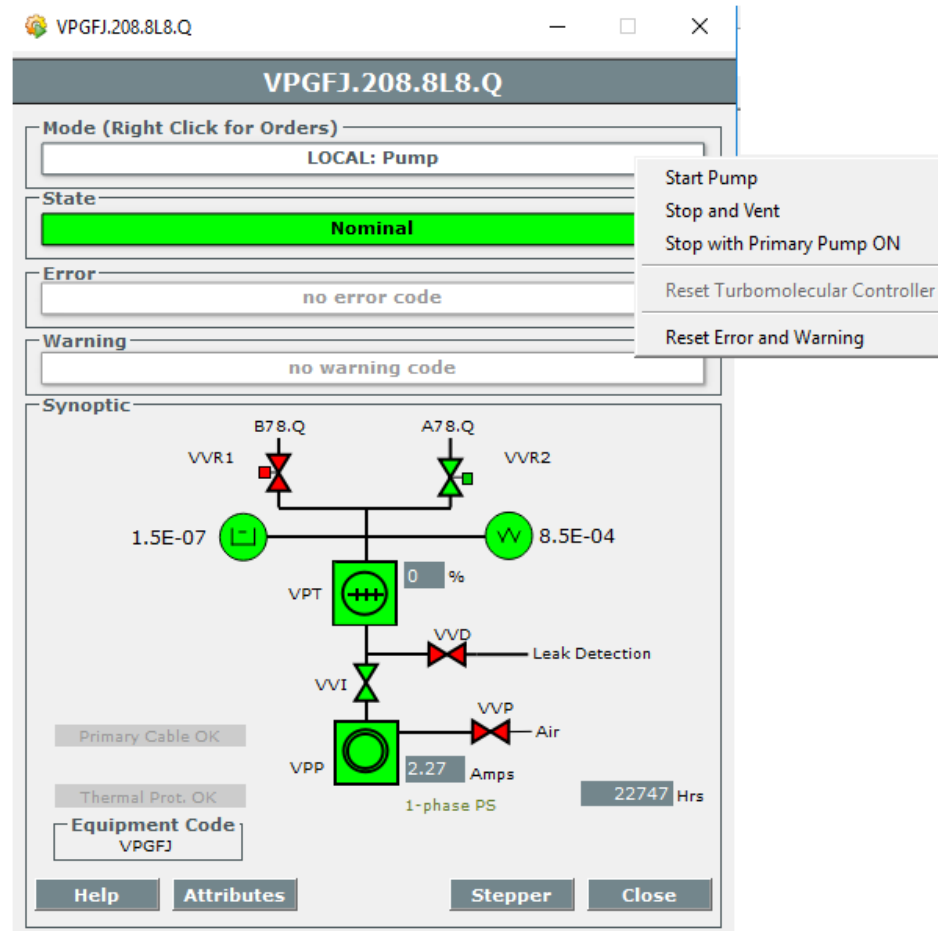 VPGFJ.208.8L8.Q
VPGFJ.208.8L8.Q
Mode (Right Click for Orders)
LOCAL: Pump
Start Pump
Stop and Vent
Stop with Primary Pump ON
Reset Turbomolecular Controller
Reset Error and Warning
State
Nominal
Error
no error code
Warning
no warning code
Synoptic
B78.Q A78.Q
VVR1 VVR2
1.5E-07 8.5E-04
VPT 0 %
VVD
Leak Detection
VVI
VVP
Air
Primary Cable OK
VPP 2.27 Amps
Thermal Prot. OK
1-phase PS
22747 Hrs
Equipment Code
VPGFJ
Help Attributes Stepper Close